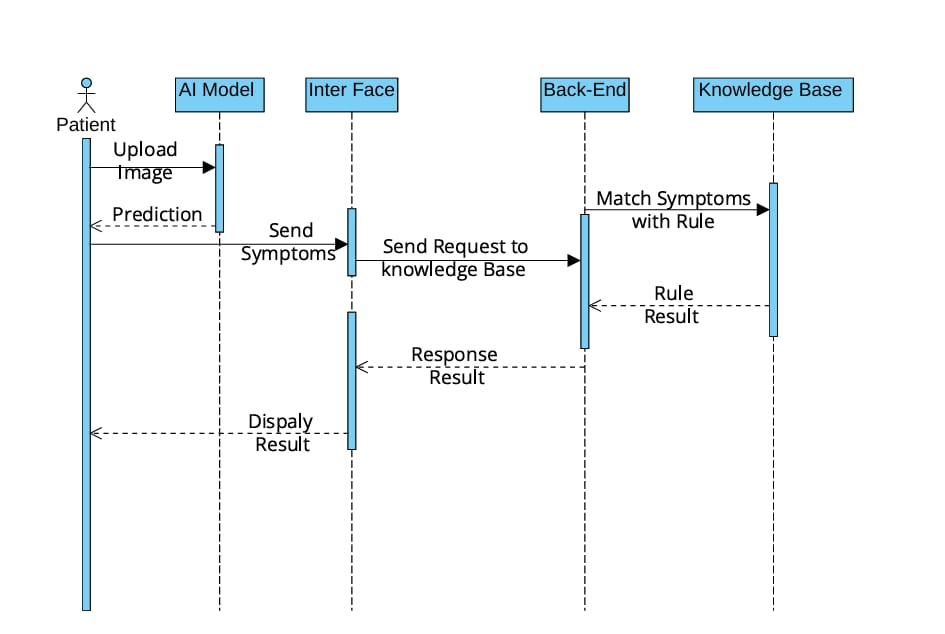 AI Model
Inter Face
Back-End
Knowledge Base
Patient
Upload
Image
Prediction
Send
Symptoms
Match Symptoms
with Rule
Send Request to
knowledge Base
Rule
Result
Response
Result
Dispaly
Result